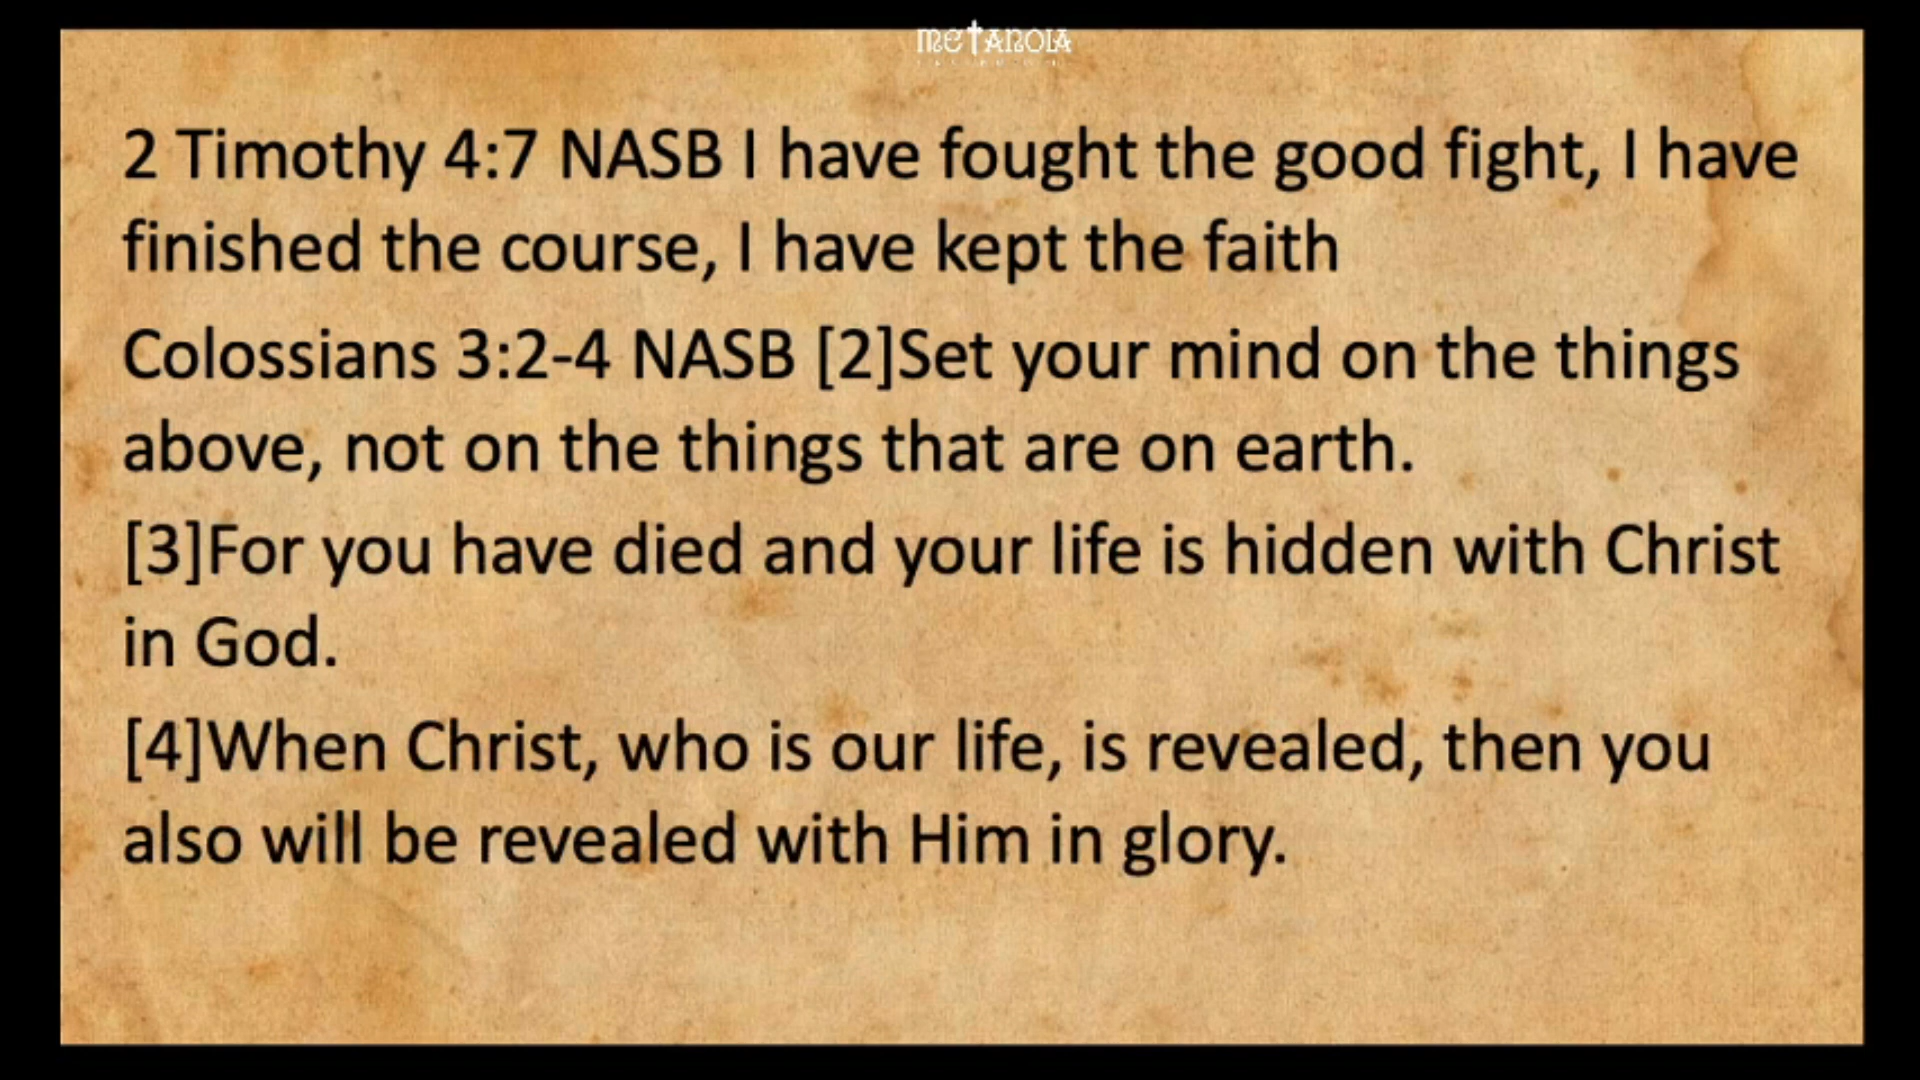 METANOIA
2 Timothy 4:7 NASB I have fought the good fight, I have
finished the course, I have kept the faith
Colossians 3:2-4 NASB [2]Set your mind on the things
above, not on the things that are on earth.
[3]For you have died and your life is hidden with Christ
in God.
[4]When Christ, who is our life, is revealed, then you
also will be revealed with Him in glory.